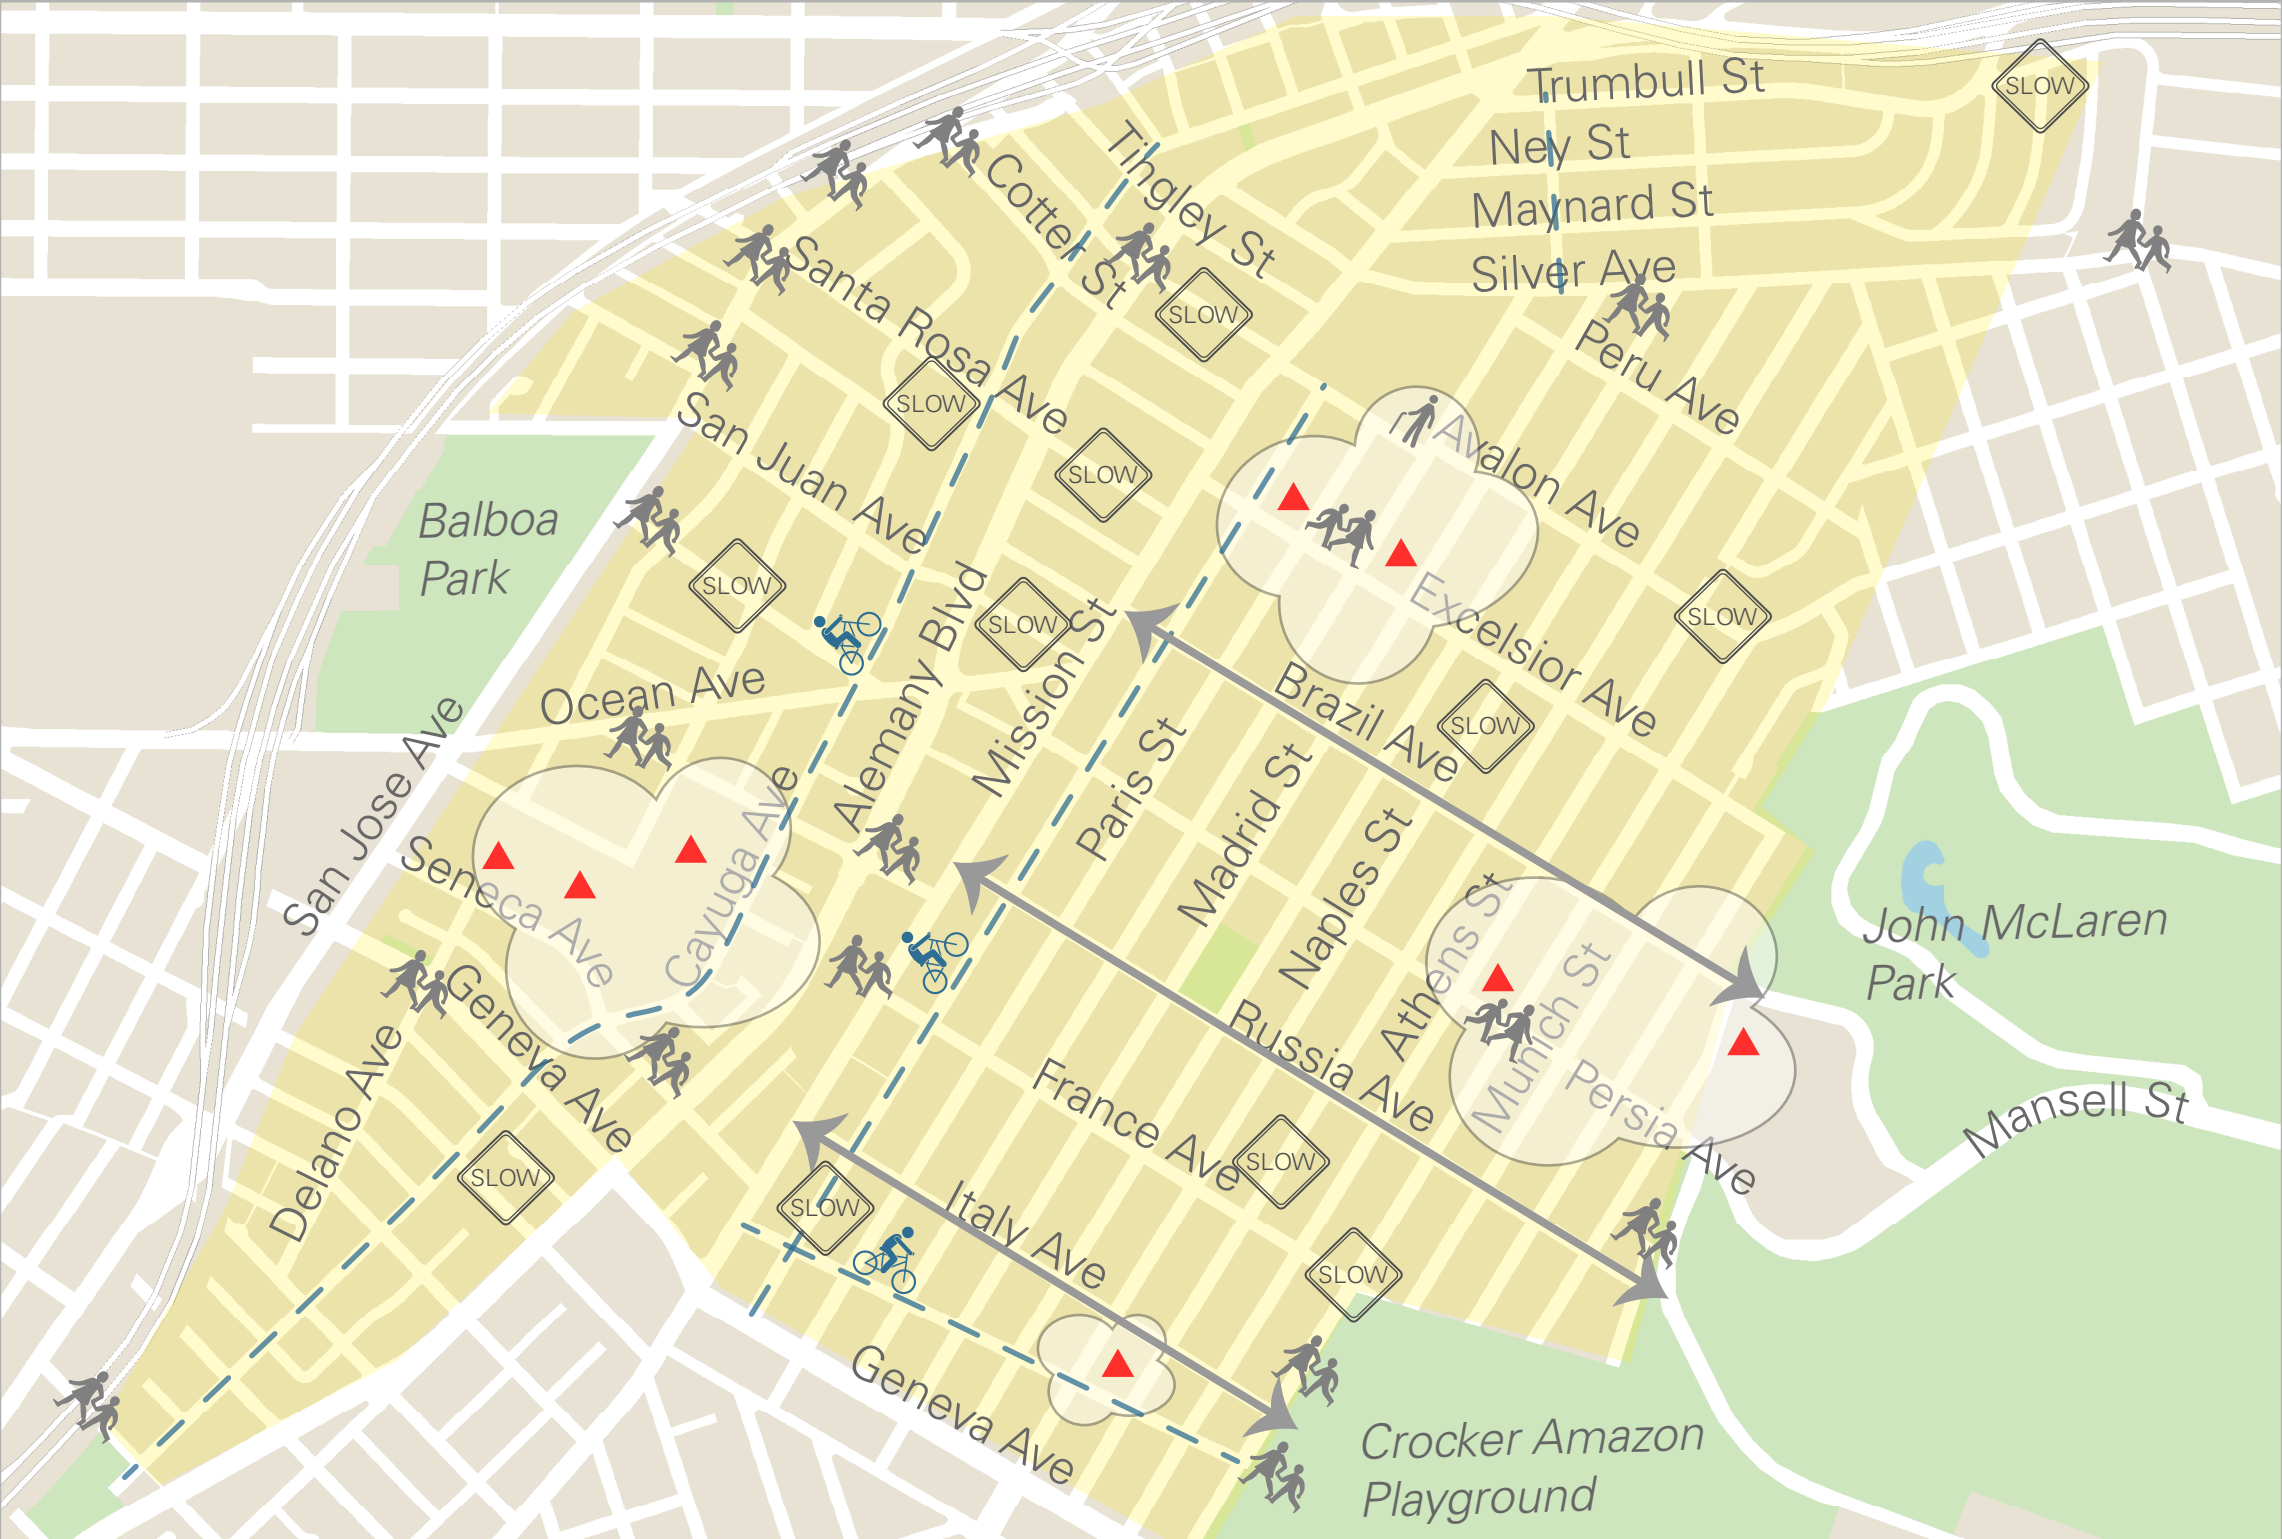 Trumbull St
SLOW
Ney St
Tingley St
Cotter St
Maynard St
Silver Ave
Santa Rosa Ave
SLOW
Peru Ave
SLOW
San Juan Ave
SLOW
Avalon Ave
Balboa
Park
SLOW
SLOW
Excelsior Ave
SLOW
Ocean Ave
Alemany Blvd
Mission St
Brazil Ave
SLOW
San Jose Ave
Seneca Ave
Cayuga Ave
Paris St
Madrid St
Naples St
Athens St
Munich St
John McLaren
Park
Geneva Ave
Delano Ave
Russia Ave
France Ave
Persia Ave
Mansell St
SLOW
SLOW
SLOW
Italy Ave
SLOW
Geneva Ave
Crocker Amazon
Playground